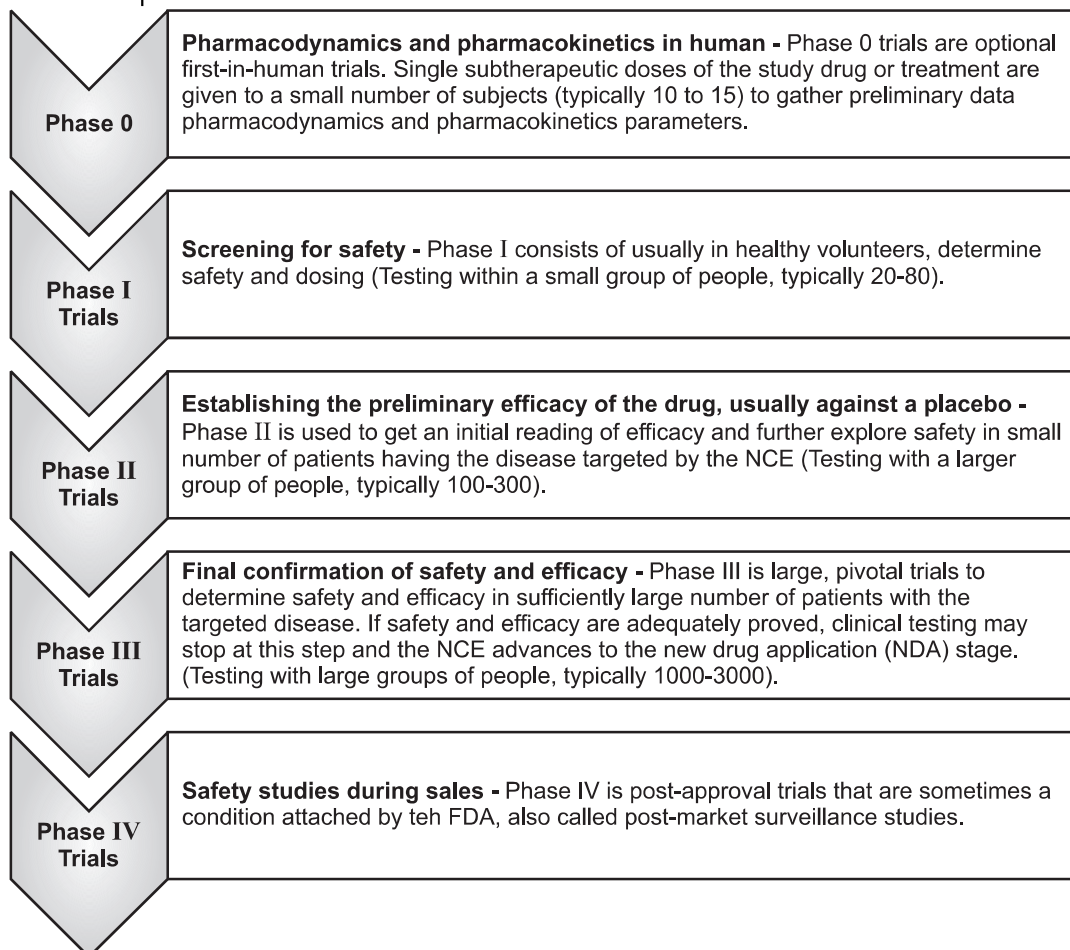 Phase 0
Pharmacodynamics and pharmacokinetics in human - Phase 0 trials are optional
first-in-human trials. Single subtherapeutic doses of the study drug or treatment are
given to a small number of subjects (typically 10 to 15) to gather preliminary data
pharmacodynamics and pharmacokinetics parameters.
Phase I
Trials
Screening for safety - Phase I consists of usually in healthy volunteers, determine
safety and dosing (Testing within a small group of people, typically 20-80).
Phase II
Trials
Establishing the preliminary efficacy of the drug, usually against a placebo -
Phase II is used to get an initial reading of efficacy and further explore safety in small
number of patients having the disease targeted by the NCE (Testing with a larger
group of people, typically 100-300).
Phase III
Trials
Final confirmation of safety and efficacy - Phase III is large, pivotal trials to
determine safety and efficacy in sufficiently large number of patients with the
targeted disease. If safety and efficacy are adequately proved, clinical testing may
stop at this step and the NCE advances to the new drug application (NDA) stage.
(Testing with large groups of people, typically 1000-3000).
Phase IV
Trials
Safety studies during sales - Phase IV is post-approval trials that are sometimes a
condition attached by teh FDA, also called post-market surveillance studies.